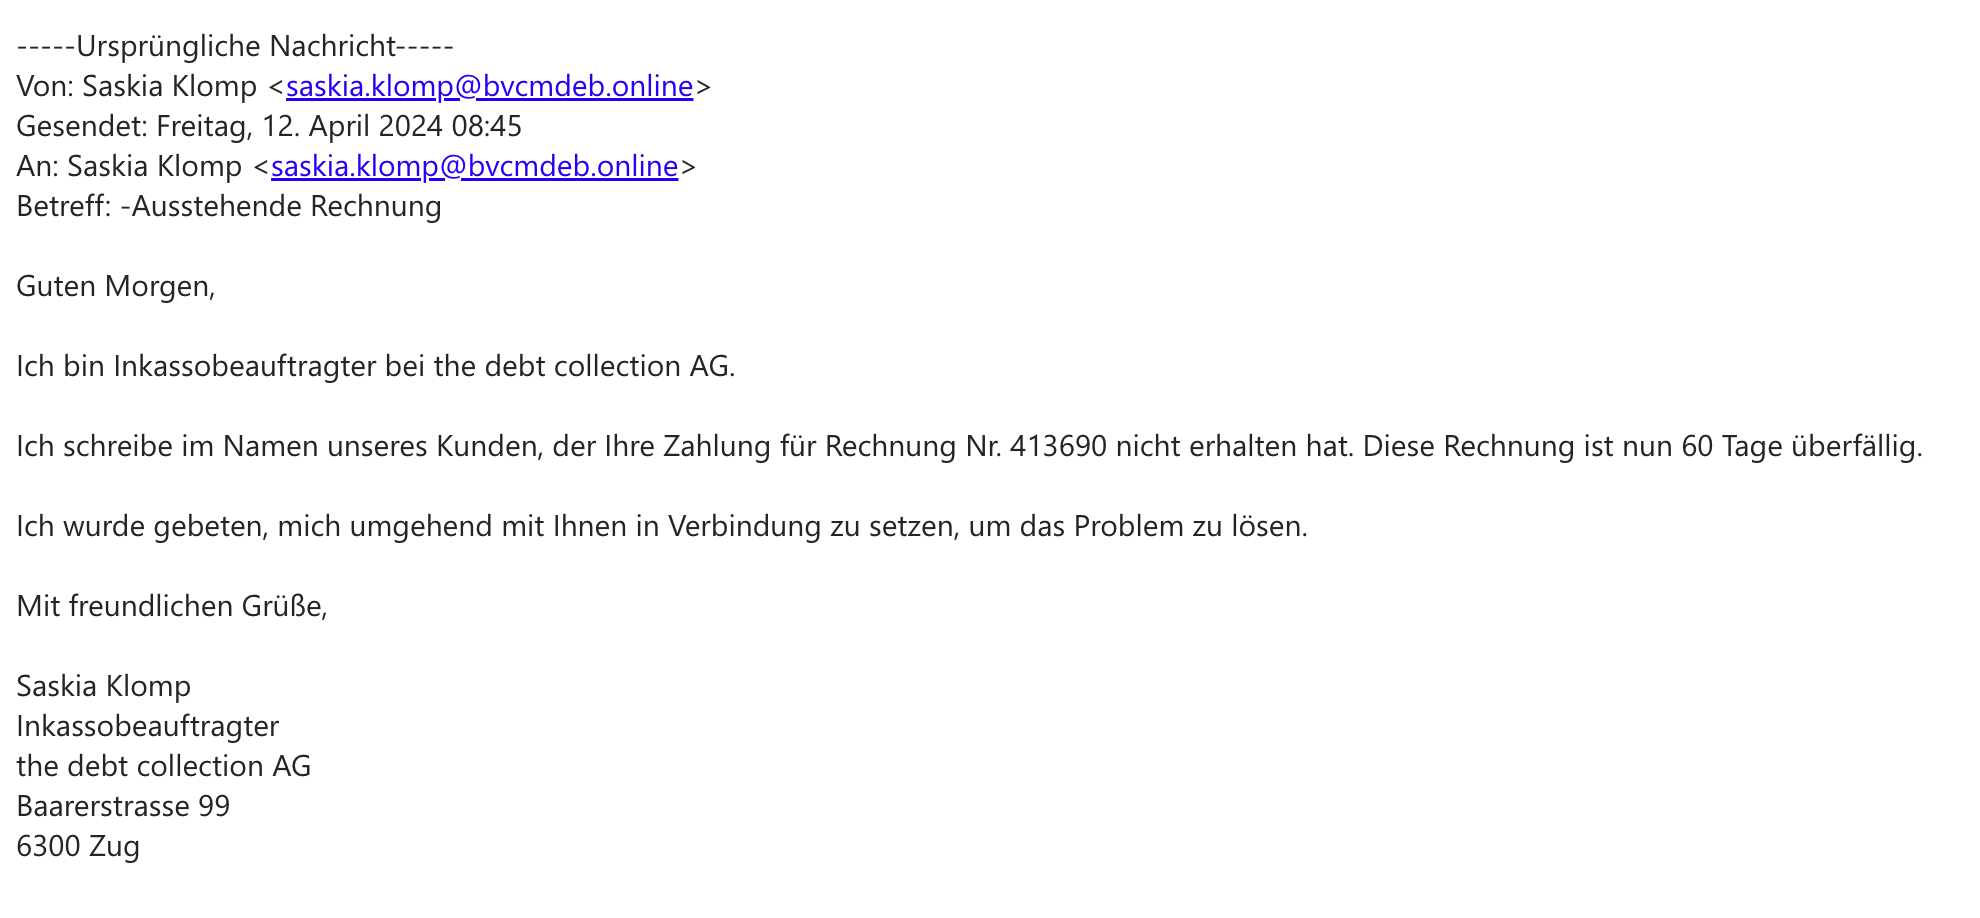 -----Ursprüngliche Nachricht-----
Von: Saskia Klomp <saskia.klomp@bvcmdeb.online>
Gesendet: Freitag, 12. April 2024 08:45
An: Saskia Klomp <saskia.klomp@bvcmdeb.online>
Betreff: -Ausstehende Rechnung
Guten Morgen,
Ich bin Inkassobeauftragter bei the debt collection AG.
Ich schreibe im Namen unseres Kunden, der Ihre Zahlung für Rechnung Nr. 413690 nicht erhalten hat. Diese Rechnung ist nun 60 Tage überfällig.
Ich wurde gebeten, mich umgehend mit Ihnen in Verbindung zu setzen, um das Problem zu lösen.
Mit freundlichen Grüße,
Saskia Klomp
Inkassobeauftragter
the debt collection AG
Baarerstrasse 99
6300 Zug